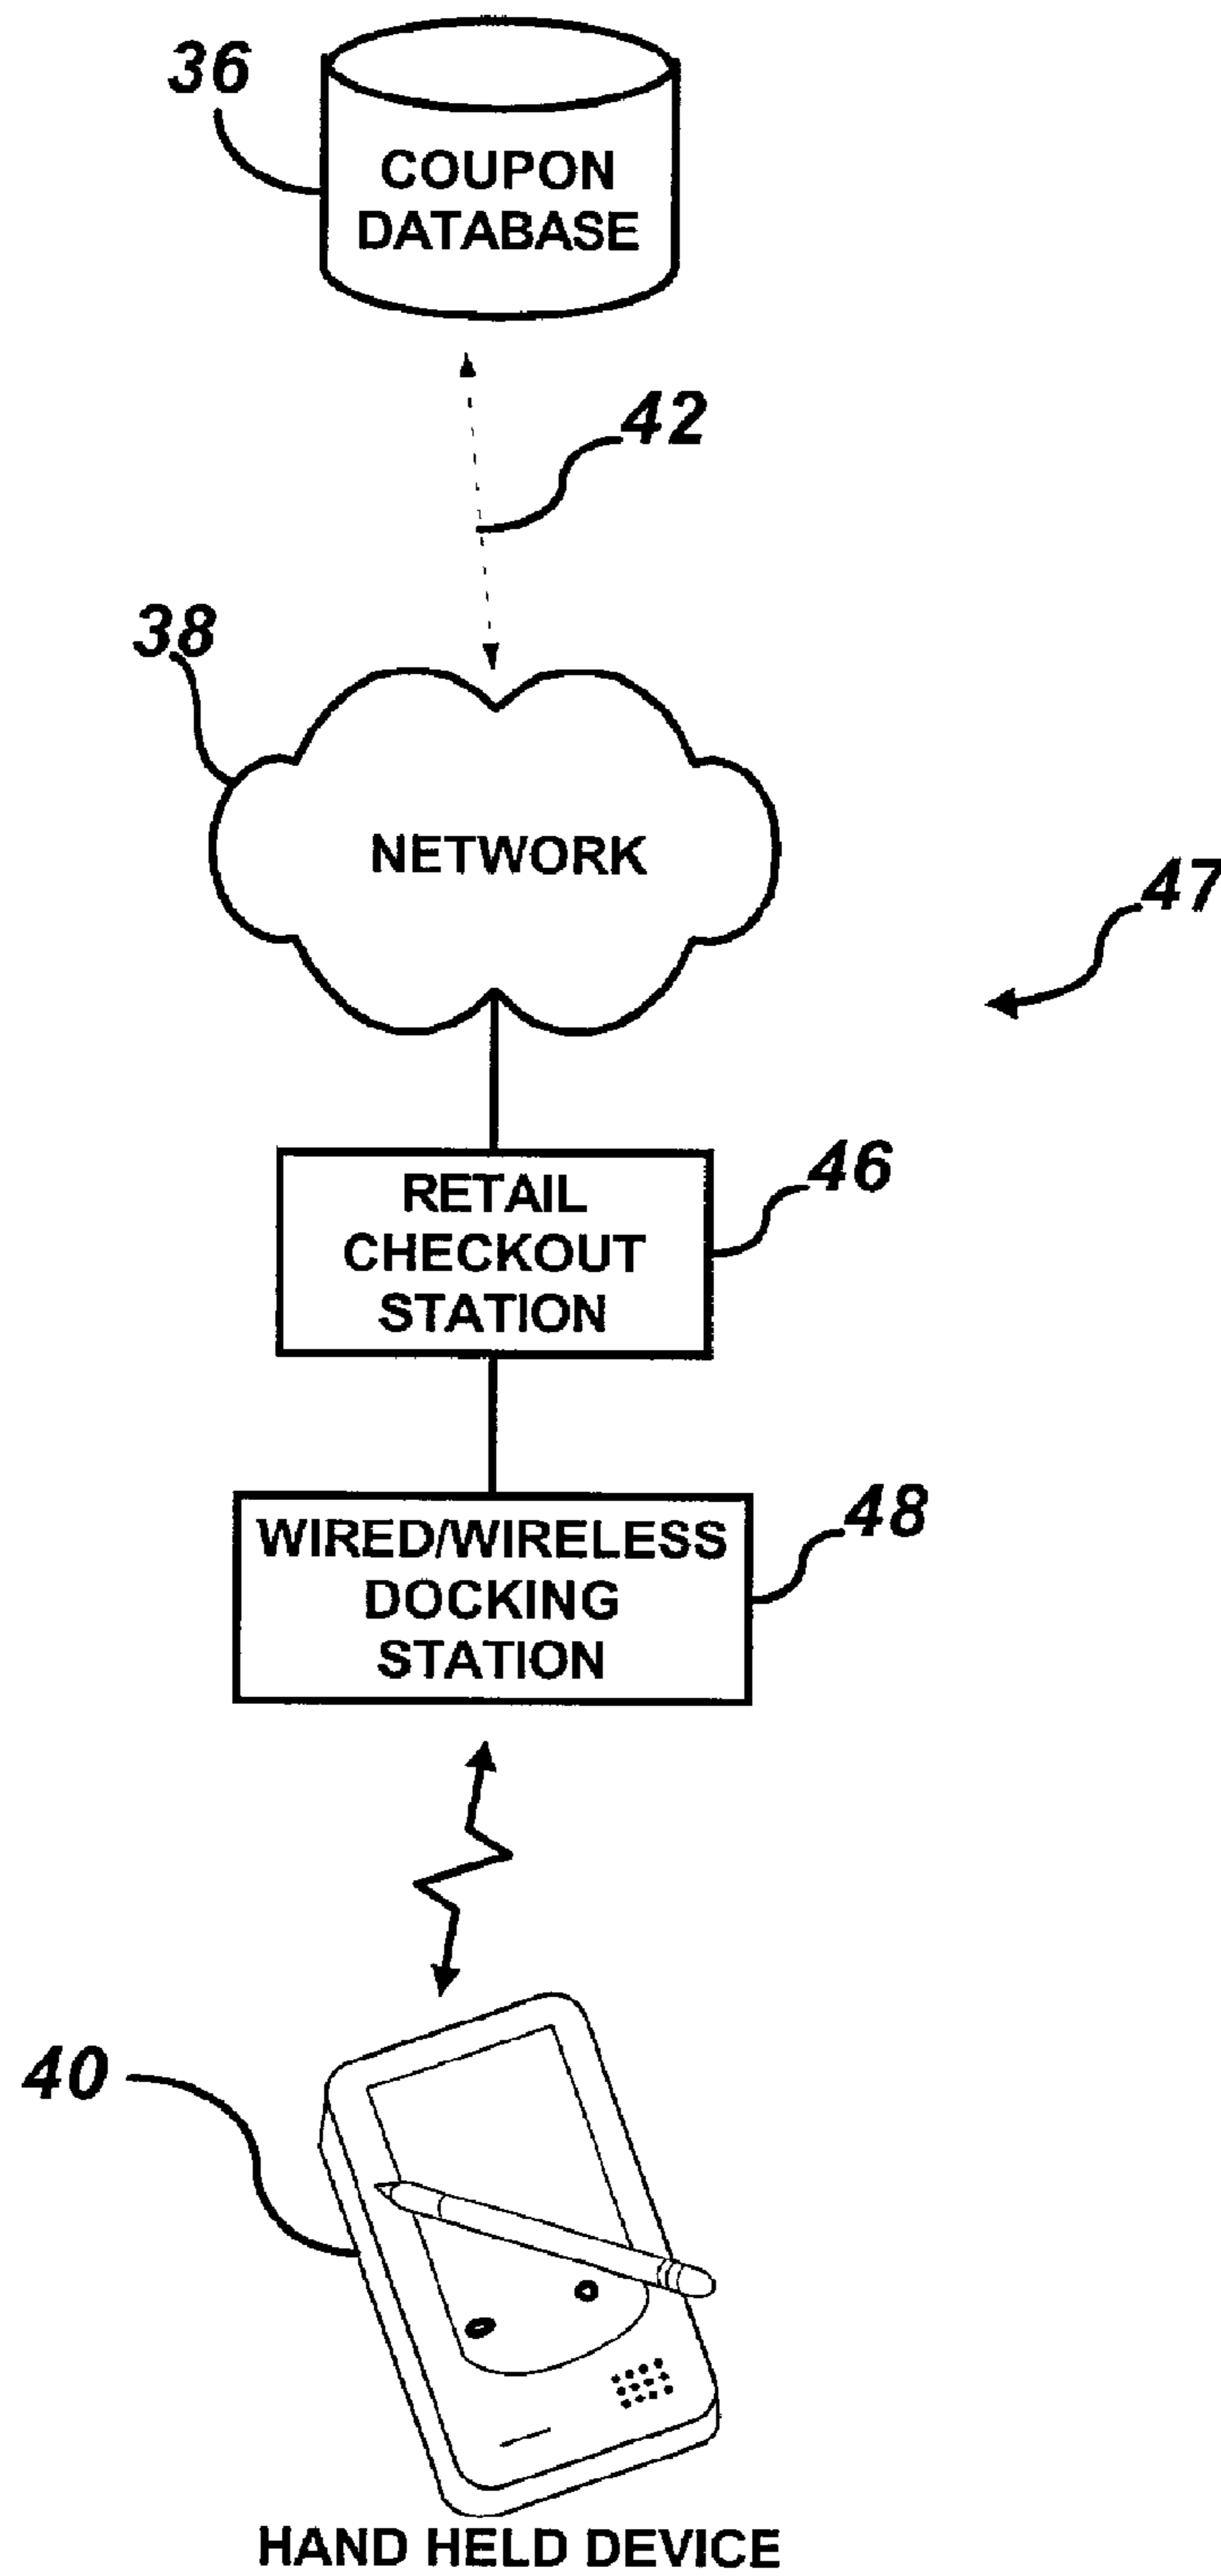 36
COUPON
DATABASE
42
38
NETWORK
47
RETAIL
CHECKOUT
STATION
46
WIRED/WIRELESS
DOCKING
STATION
48
40
HAND HELD DEVICE